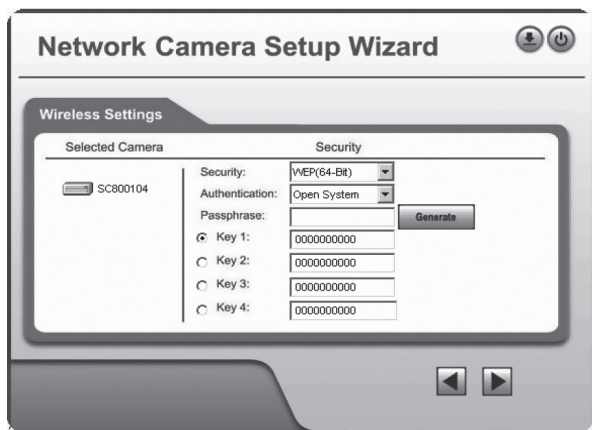 Network Camera Setup Wizard
Wireless Settings
Selected Camera Security
SC800104
Security: WEP(64-Bit)
Authentication: Open System
Passphrase: Generate
Key 1: 0000000000
Key 2: 0000000000
Key 3: 0000000000
Key 4: 0000000000